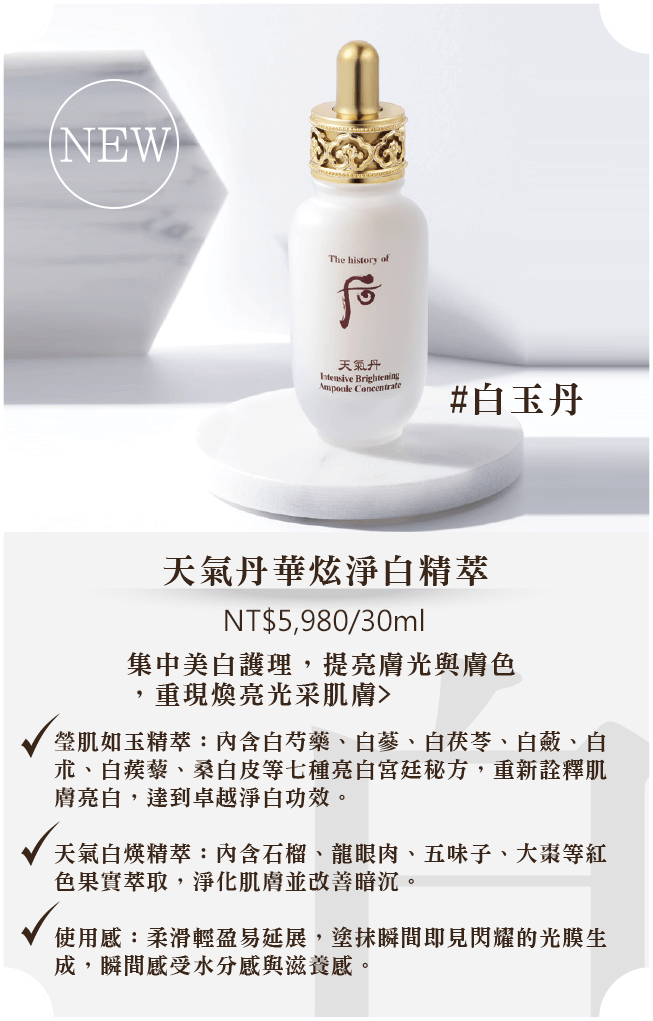 NEW
The history of
天氣丹
Intensive Brightening
Ampoule Concentrate
#白玉丹
天氣丹華炫淨白精萃
NT$5,980/30ml
集中美白護理，提亮膚光與膚色
，重現煥亮光采肌膚>
瑩肌如玉精萃：內含白芍藥、白蔘、白茯苓、白蘞、白
朮、白蒺藜、桑白皮等七種亮白宮廷秘方，重新詮釋肌
膚亮白，達到卓越淨白功效。
天氣白煐精萃：內含石榴、龍眼肉、五味子、大棗等紅
色果實萃取，淨化肌膚並改善暗沉。
使用感：柔滑輕盈易延展，塗抹瞬間即見閃耀的光膜生
成，瞬間感受水分感與滋養感。
白